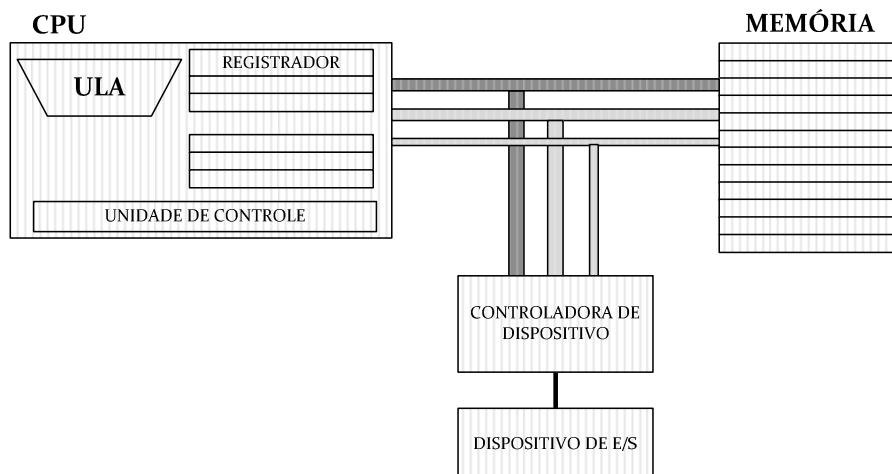 CPU
MEMÓRIA
ULA
REGISTRADOR
UNIDADE DE CONTROLE
CONTROLADORA DE
DISPOSITIVO
DISPOSITIVO DE E/S